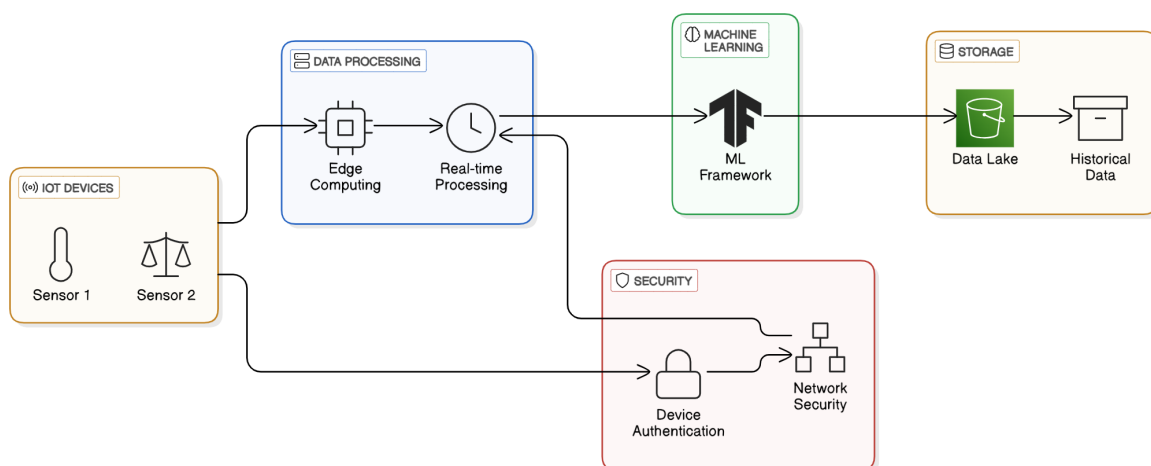 DATA PROCESSING
Edge
Computing
Real-time
Processing
MACHINE
LEARNING
ML
Framework
STORAGE
Data Lake
Historical
Data
IOT DEVICES
Sensor 1
Sensor 2
SECURITY
Device
Authentication
Network
Security